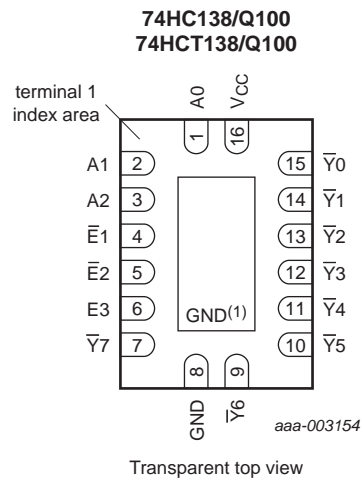 74HC138/Q100
74HCT138/Q100
terminal 1
index area
A0
VCC
1
16
A1 2
15 Y̅0
A2 3
14 Y̅1
E̅1 4
13 Y̅2
E̅2 5
12 Y̅3
E3 6
11 Y̅4
GND(1)
Y̅7 7
10 Y̅5
8
9
GND
Y̅6
aaa-003154
Transparent top view